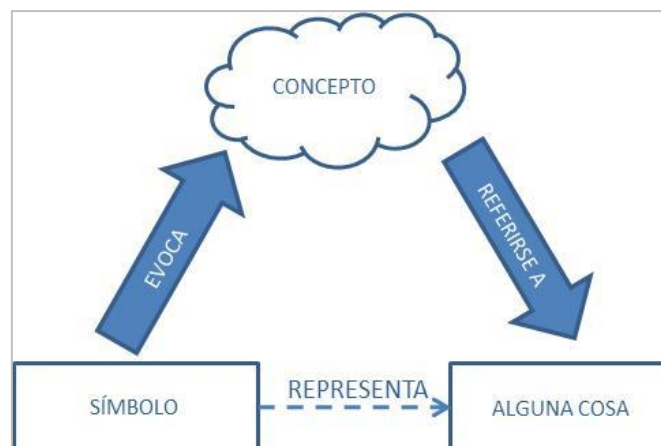 CONCEPTO
EVOCA
REFERIRSE A
SÍMBOLO
REPRESENTA
ALGUNA COSA